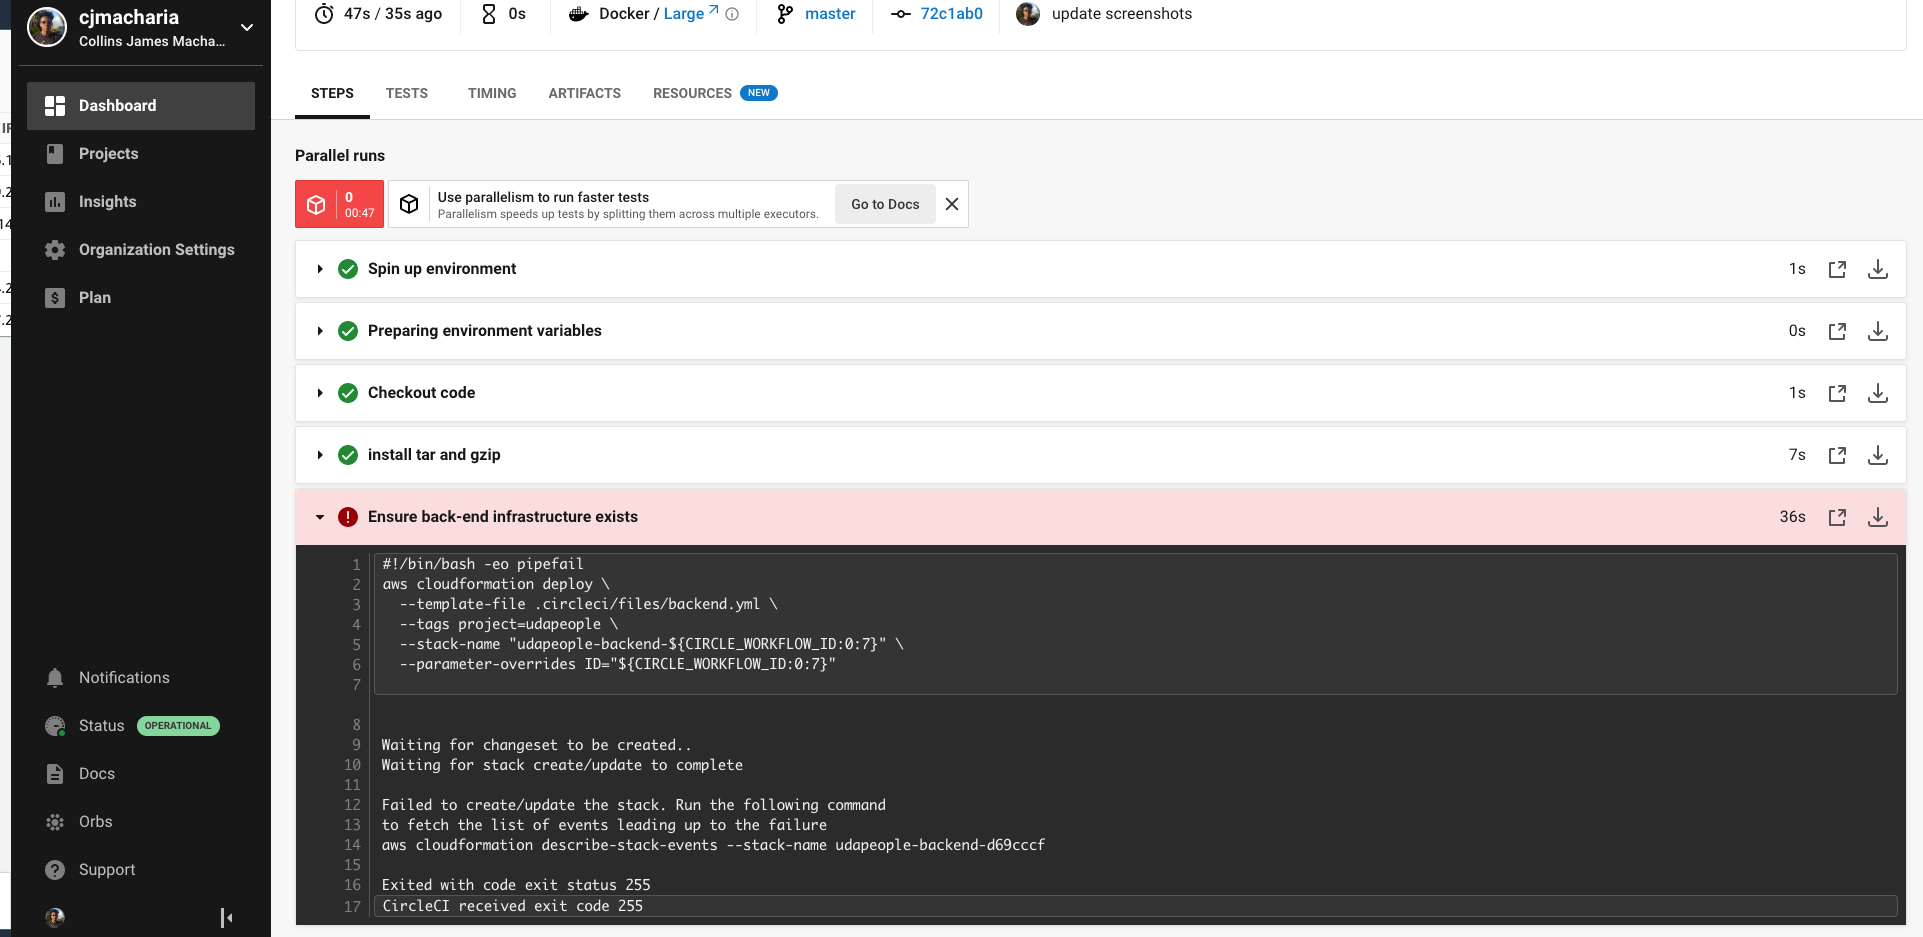 cjmacharia
Collins James Macha...
Dashboard
Projects
Insights
Organization Settings
Plan
Notifications
Status OPERATIONAL
Docs
Orbs
Support
47s / 35s ago 0s Docker / Large master 72c1ab0 update screenshots
STEPS TESTS TIMING ARTIFACTS RESOURCES NEW
Parallel runs
0
00:47
Use parallelism to run faster tests
Parallelism speeds up tests by splitting them across multiple executors.
Go to Docs
Spin up environment 1s
Preparing environment variables 0s
Checkout code 1s
install tar and gzip 7s
Ensure back-end infrastructure exists 36s
1 #!/bin/bash -eo pipefail
2 aws cloudformation deploy \
3 --template-file .circleci/files/backend.yml \
4 --tags project=udapeople \
5 --stack-name "udapeople-backend-${CIRCLE_WORKFLOW_ID:0:7}" \
6 --parameter-overrides ID="${CIRCLE_WORKFLOW_ID:0:7}"
7
8
9 Waiting for changeset to be created..
10 Waiting for stack create/update to complete
11
12 Failed to create/update the stack. Run the following command
13 to fetch the list of events leading up to the failure
14 aws cloudformation describe-stack-events --stack-name udapeople-backend-d69cccf
15
16 Exited with code exit status 255
17 CircleCI received exit code 255